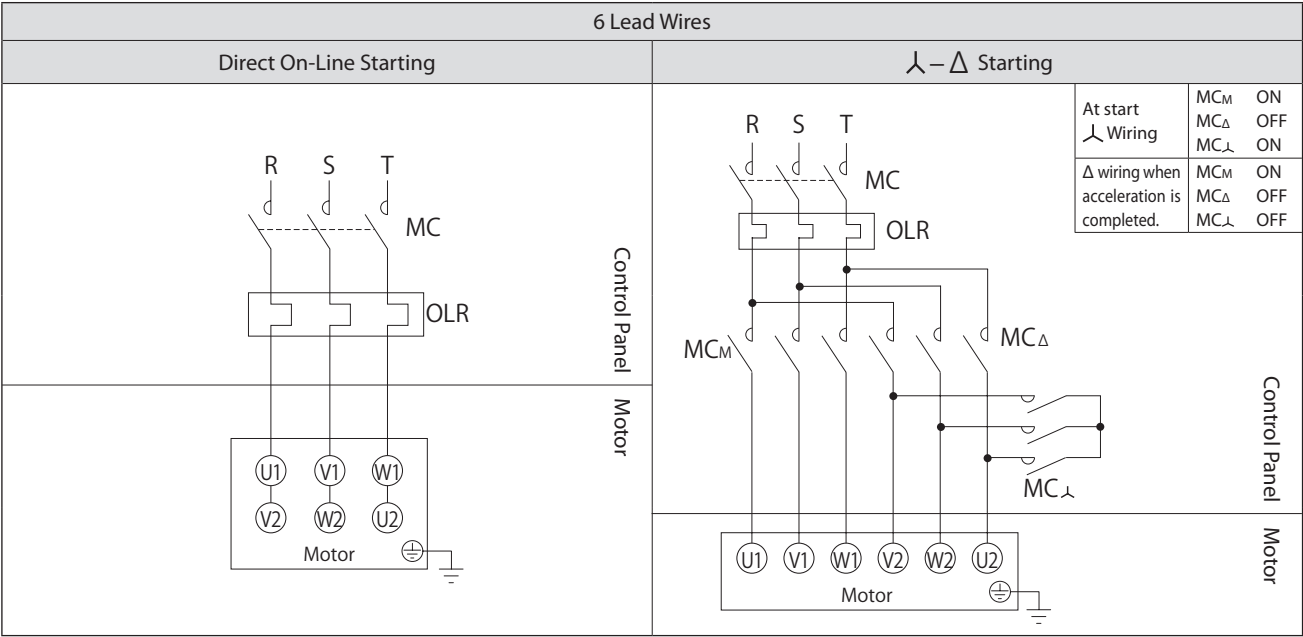 6 Lead Wires
Direct On-Line Starting
⅄ – Δ Starting
R S T
MC
OLR
Control Panel
Motor
U1 V1 W1
V2 W2 U2
Motor
At start
⅄ Wiring
MCM ON
MCΔ OFF
MC⅄ ON
Δ wiring when
acceleration is
completed.
MCM ON
MCΔ OFF
MC⅄ OFF
R S T
MC
OLR
MCM
MCΔ
MC⅄
Control Panel
Motor
U1 V1 W1 V2 W2 U2
Motor